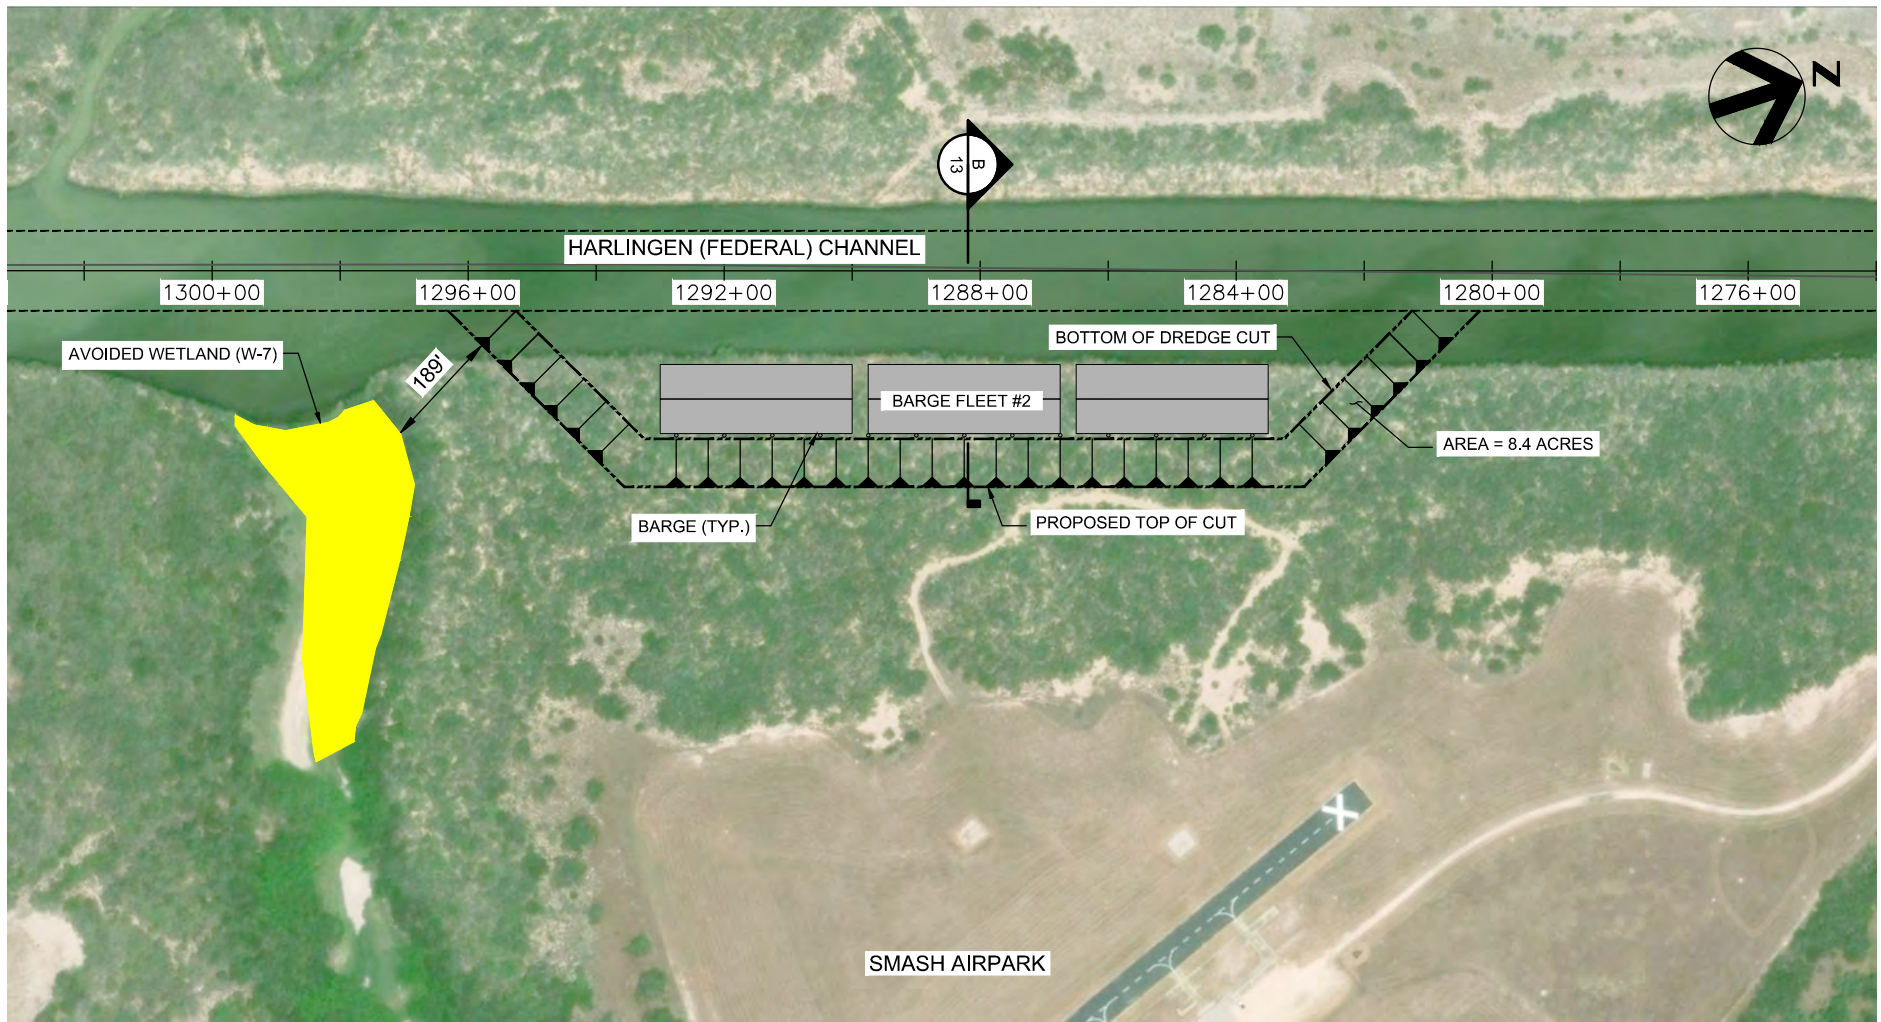 N
B
13
HARLINGEN (FEDERAL) CHANNEL
1300+00
1296+00
1292+00
1288+00
1284+00
1280+00
1276+00
AVOIDED WETLAND (W-7)
189'
BOTTOM OF DREDGE CUT
BARGE FLEET #2
AREA = 8.4 ACRES
BARGE (TYP.)
PROPOSED TOP OF CUT
X
SMASH AIRPARK